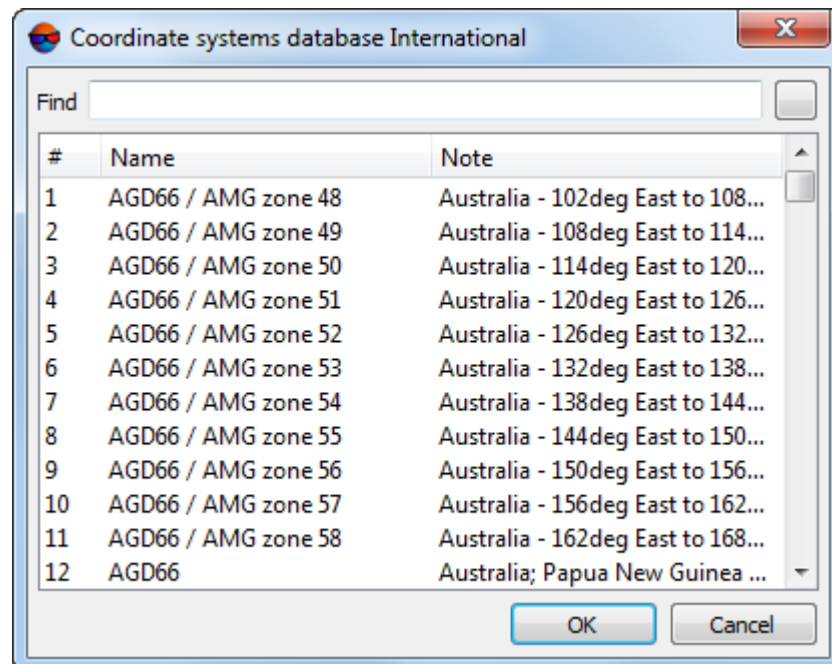 Coordinate systems database International
Find
# Name Note
1 AGD66 / AMG zone 48 Australia - 102deg East to 108...
2 AGD66 / AMG zone 49 Australia - 108deg East to 114...
3 AGD66 / AMG zone 50 Australia - 114deg East to 120...
4 AGD66 / AMG zone 51 Australia - 120deg East to 126...
5 AGD66 / AMG zone 52 Australia - 126deg East to 132...
6 AGD66 / AMG zone 53 Australia - 132deg East to 138...
7 AGD66 / AMG zone 54 Australia - 138deg East to 144...
8 AGD66 / AMG zone 55 Australia - 144deg East to 150...
9 AGD66 / AMG zone 56 Australia - 150deg East to 156...
10 AGD66 / AMG zone 57 Australia - 156deg East to 162...
11 AGD66 / AMG zone 58 Australia - 162deg East to 168...
12 AGD66 Australia; Papua New Guinea ...
OK Cancel